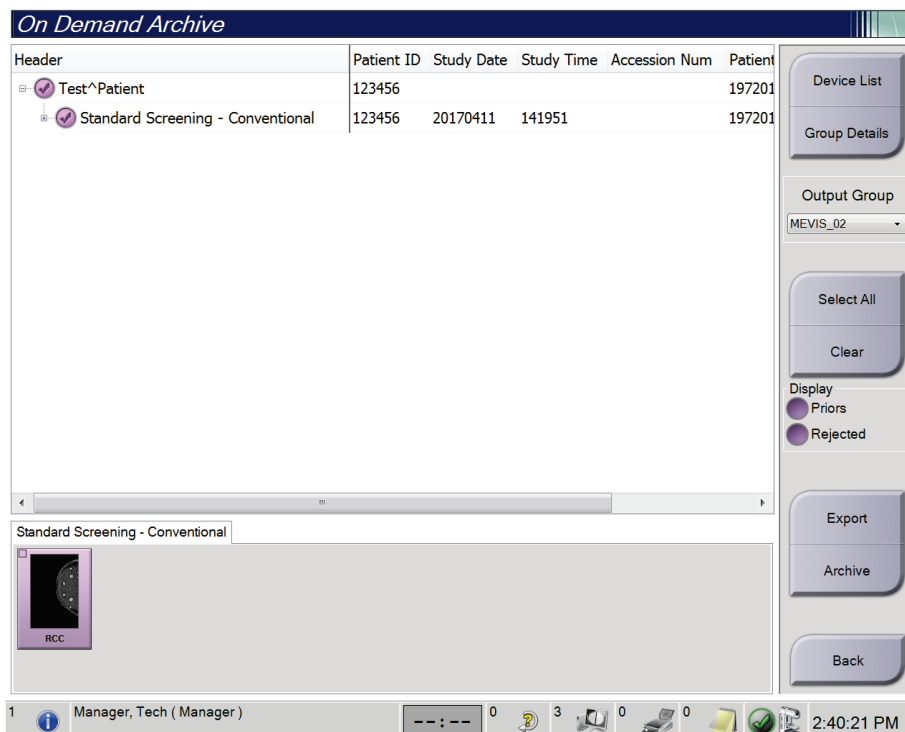 On Demand Archive
Header Patient ID Study Date Study Time Accession Num Patient
Test^Patient 123456 197201
Standard Screening - Conventional 123456 20170411 141951 197201
Device List
Group Details
Output Group
MEVIS_02
Select All
Clear
Display
Priors
Rejected
Export
Archive
Back
Standard Screening - Conventional
RCC
1 Manager, Tech ( Manager ) --:-- 0 3 0 0 2:40:21 PM